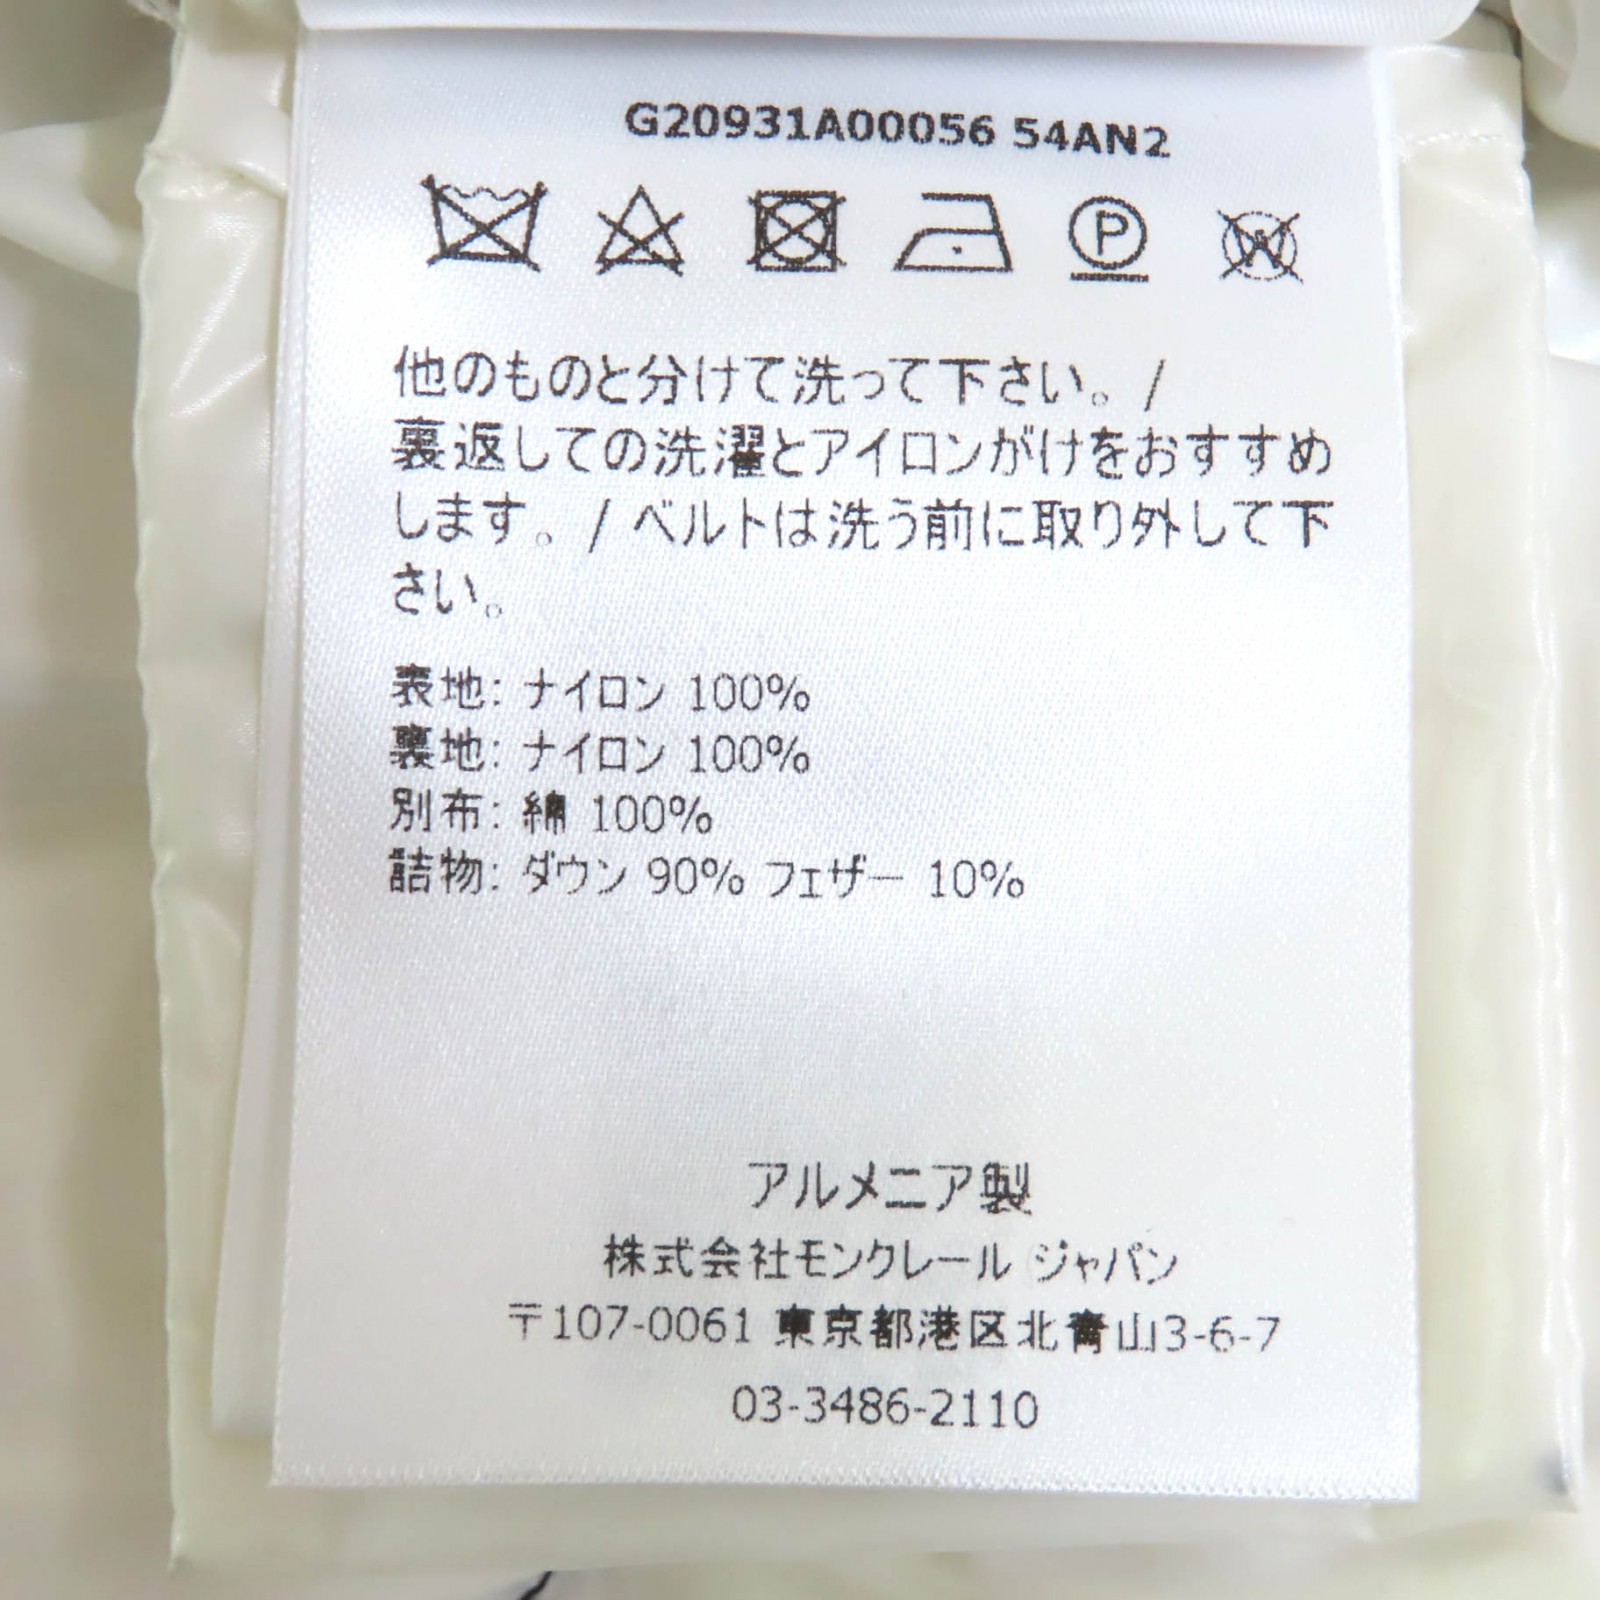 G20931A00056 54AN2
P
W
他のものと分けて洗って下さい。/
裏返しての洗濯とアイロンがけをおすすめ
します。/ ベルトは洗う前に取り外して下
さい。
表地: ナイロン 100%
裏地: ナイロン 100%
別布: 綿 100%
詰物: ダウン 90% フェザー 10%
アルメニア製
株式会社モンクレール ジャパン
〒107-0061 東京都港区北青山3-6-7
03-3486-2110